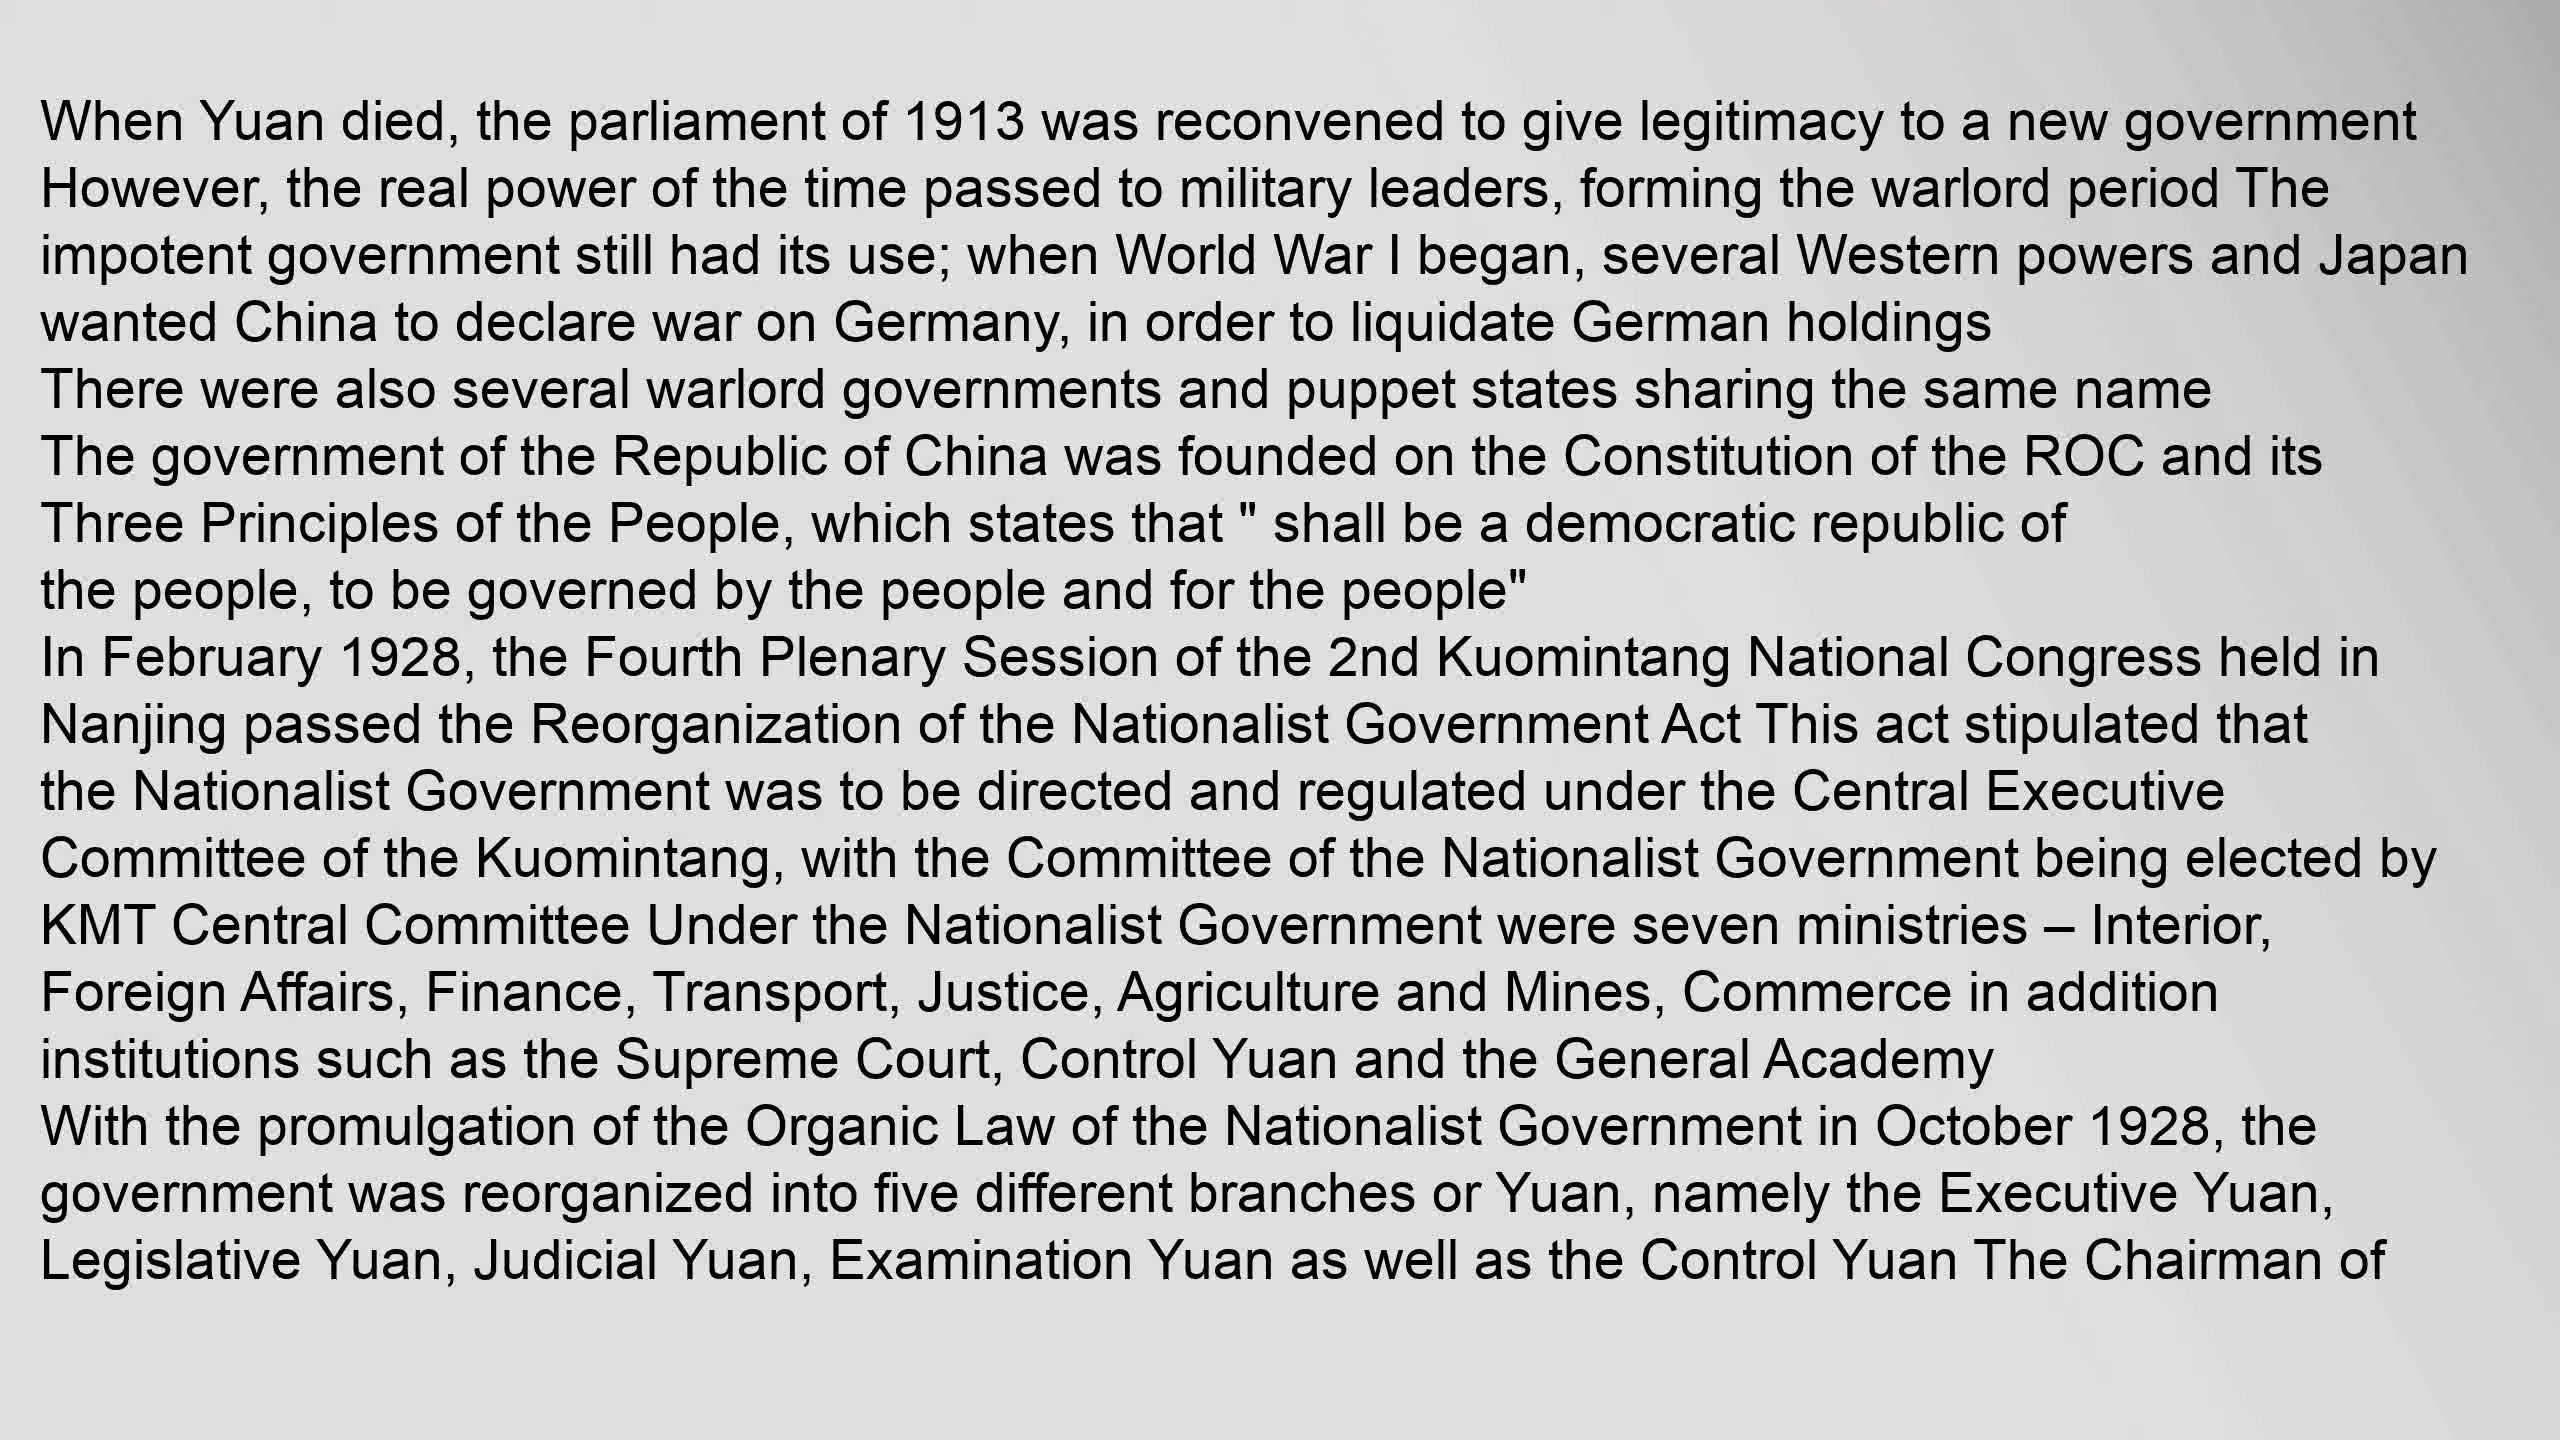 When Yuan died, the parliament of 1913 was reconvened to give legitimacy to a new government
However, the real power of the time passed to military leaders, forming the warlord period The
impotent government still had its use; when World War I began, several Western powers and Japan
wanted China to declare war on Germany, in order to liquidate German holdings
There were also several warlord governments and puppet states sharing the same name
The government of the Republic of China was founded on the Constitution of the ROC and its
Three Principles of the People, which states that " shall be a democratic republic of
the people, to be governed by the people and for the people"
In February 1928, the Fourth Plenary Session of the 2nd Kuomintang National Congress held in
Nanjing passed the Reorganization of the Nationalist Government Act This act stipulated that
the Nationalist Government was to be directed and regulated under the Central Executive
Committee of the Kuomintang, with the Committee of the Nationalist Government being elected by
KMT Central Committee Under the Nationalist Government were seven ministries – Interior,
Foreign Affairs, Finance, Transport, Justice, Agriculture and Mines, Commerce in addition
institutions such as the Supreme Court, Control Yuan and the General Academy
With the promulgation of the Organic Law of the Nationalist Government in October 1928, the
government was reorganized into five different branches or Yuan, namely the Executive Yuan,
Legislative Yuan, Judicial Yuan, Examination Yuan as well as the Control Yuan The Chairman of